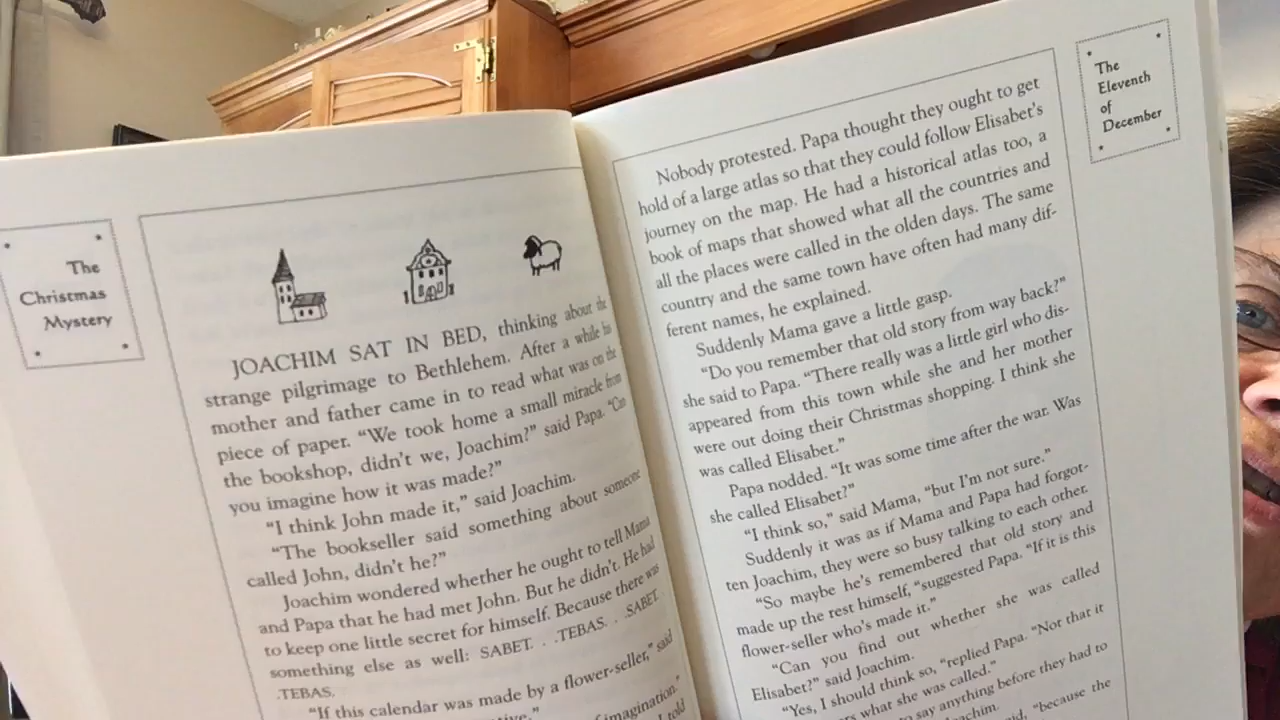 The
Christmas
Mystery
JOACHIM SAT IN BED, thinking about the
strange pilgrimage to Bethlehem. After a while his
mother and father came in to read what was on the
piece of paper. “We took home a small miracle from
the bookshop, didn't we, Joachim?” said Papa. “Can
you imagine how it was made?”
“I think John made it,” said Joachim.
“The bookseller said something about someone
called John, didn't he?”
Joachim wondered whether he ought to tell Mama
and Papa that he had met John. But he didn't. He had
to keep one little secret for himself. Because there was
something else as well: SABET. . .TEBAS. . .SABET. .
.TEBAS.
“If this calendar was made by a flower-seller,” said
of imagination.”
told
The
Eleventh
of
December
Nobody protested. Papa thought they ought to get
hold of a large atlas so that they could follow Elisabet's
journey on the map. He had a historical atlas too, a
book of maps that showed what all the countries and
all the places were called in the olden days. The same
country and the same town have often had many dif-
ferent names, he explained.
Suddenly Mama gave a little gasp.
“Do you remember that old story from way back?”
she said to Papa. “There really was a little girl who dis-
appeared from this town while she and her mother
were out doing their Christmas shopping. I think she
was called Elisabet.”
Papa nodded. “It was some time after the war. Was
she called Elisabet?”
“I think so,” said Mama, “but I'm not sure.”
Suddenly it was as if Mama and Papa had forgot-
ten Joachim, they were so busy talking to each other.
“So maybe he's remembered that old story and
made up the rest himself, “suggested Papa. “If it is this
flower-seller who's made it.”
“Can you find out whether she was called
Elisabet?” said Joachim.
“Yes, I should think so, “replied Papa. “Not that it
what she was called.”
to say anything before they had to
“because the